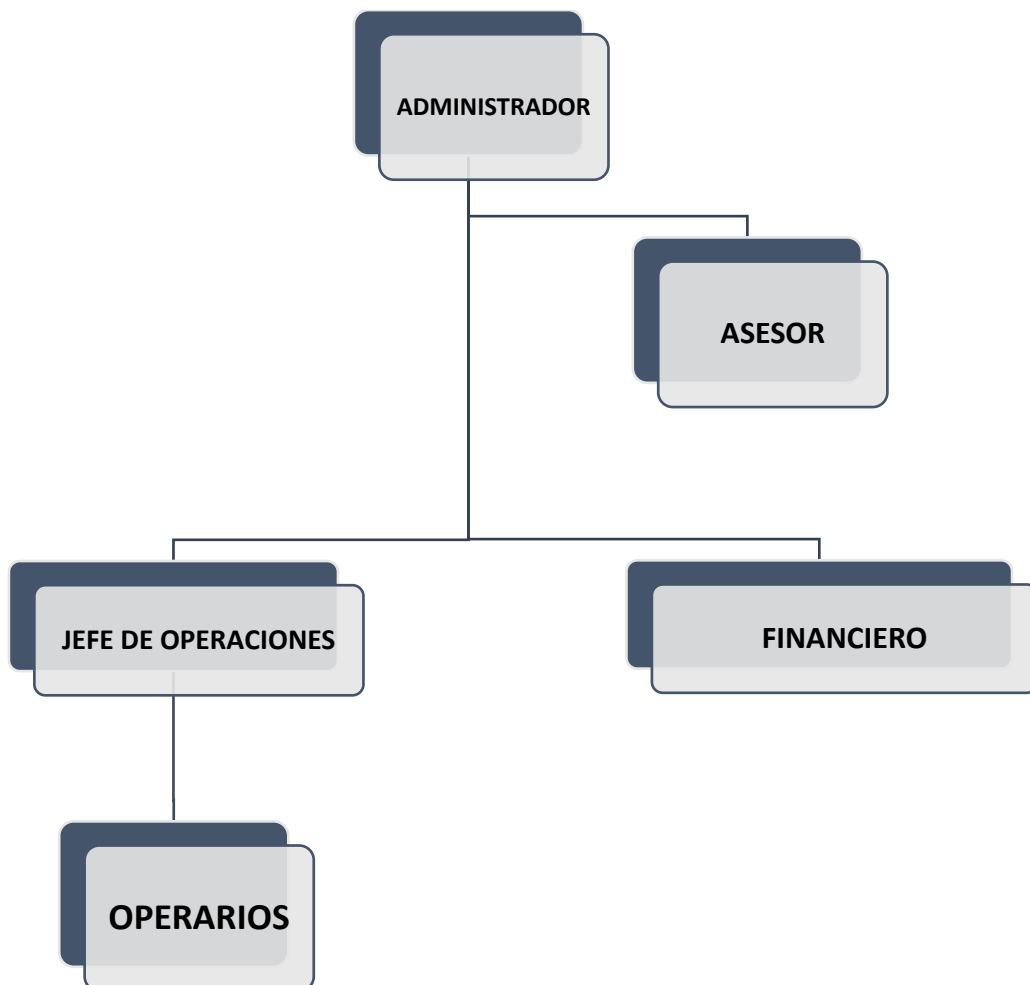 ADMINISTRADOR
ASESOR
JEFE DE OPERACIONES
FINANCIERO
OPERARIOS